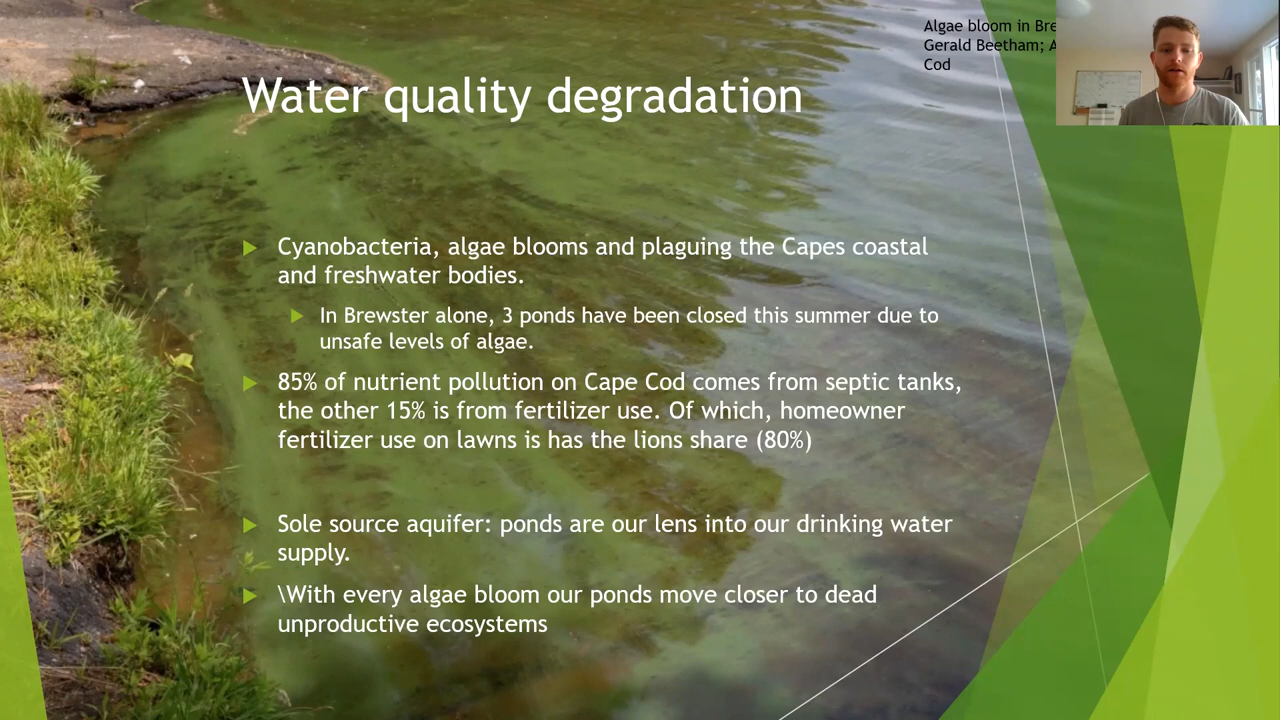 Algae bloom in Bre
Gerald Beetham; A
Cod
Water quality degradation
Cyanobacteria, algae blooms and plaguing the Capes coastal
and freshwater bodies.
In Brewster alone, 3 ponds have been closed this summer due to
unsafe levels of algae.
85% of nutrient pollution on Cape Cod comes from septic tanks,
the other 15% is from fertilizer use. Of which, homeowner
fertilizer use on lawns is has the lions share (80%)
Sole source aquifer: ponds are our lens into our drinking water
supply.
\With every algae bloom our ponds move closer to dead
unproductive ecosystems